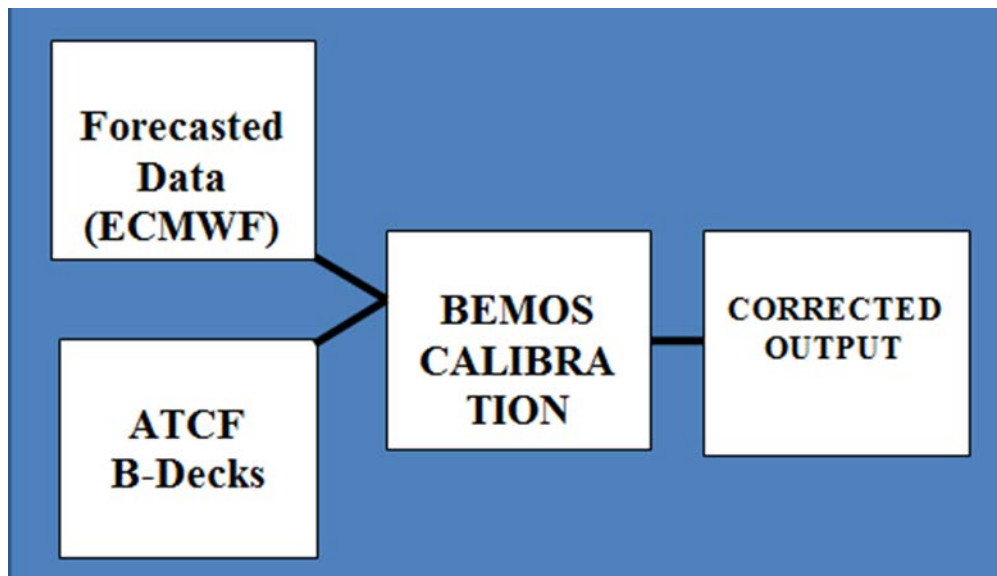 Forecasted
Data
(ECMWF)
ATCF
B-Decks
BEMOS
CALIBRA
TION
CORRECTED
OUTPUT